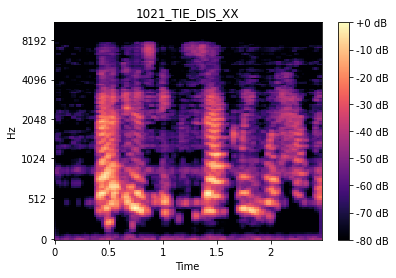 1021_TIE_DIS_XX
8192
4096
2048
1024
512
0
Hz
0
0.5
1
1.5
2
Time
+0 dB
-10 dB
-20 dB
-30 dB
-40 dB
-50 dB
-60 dB
-70 dB
-80 dB